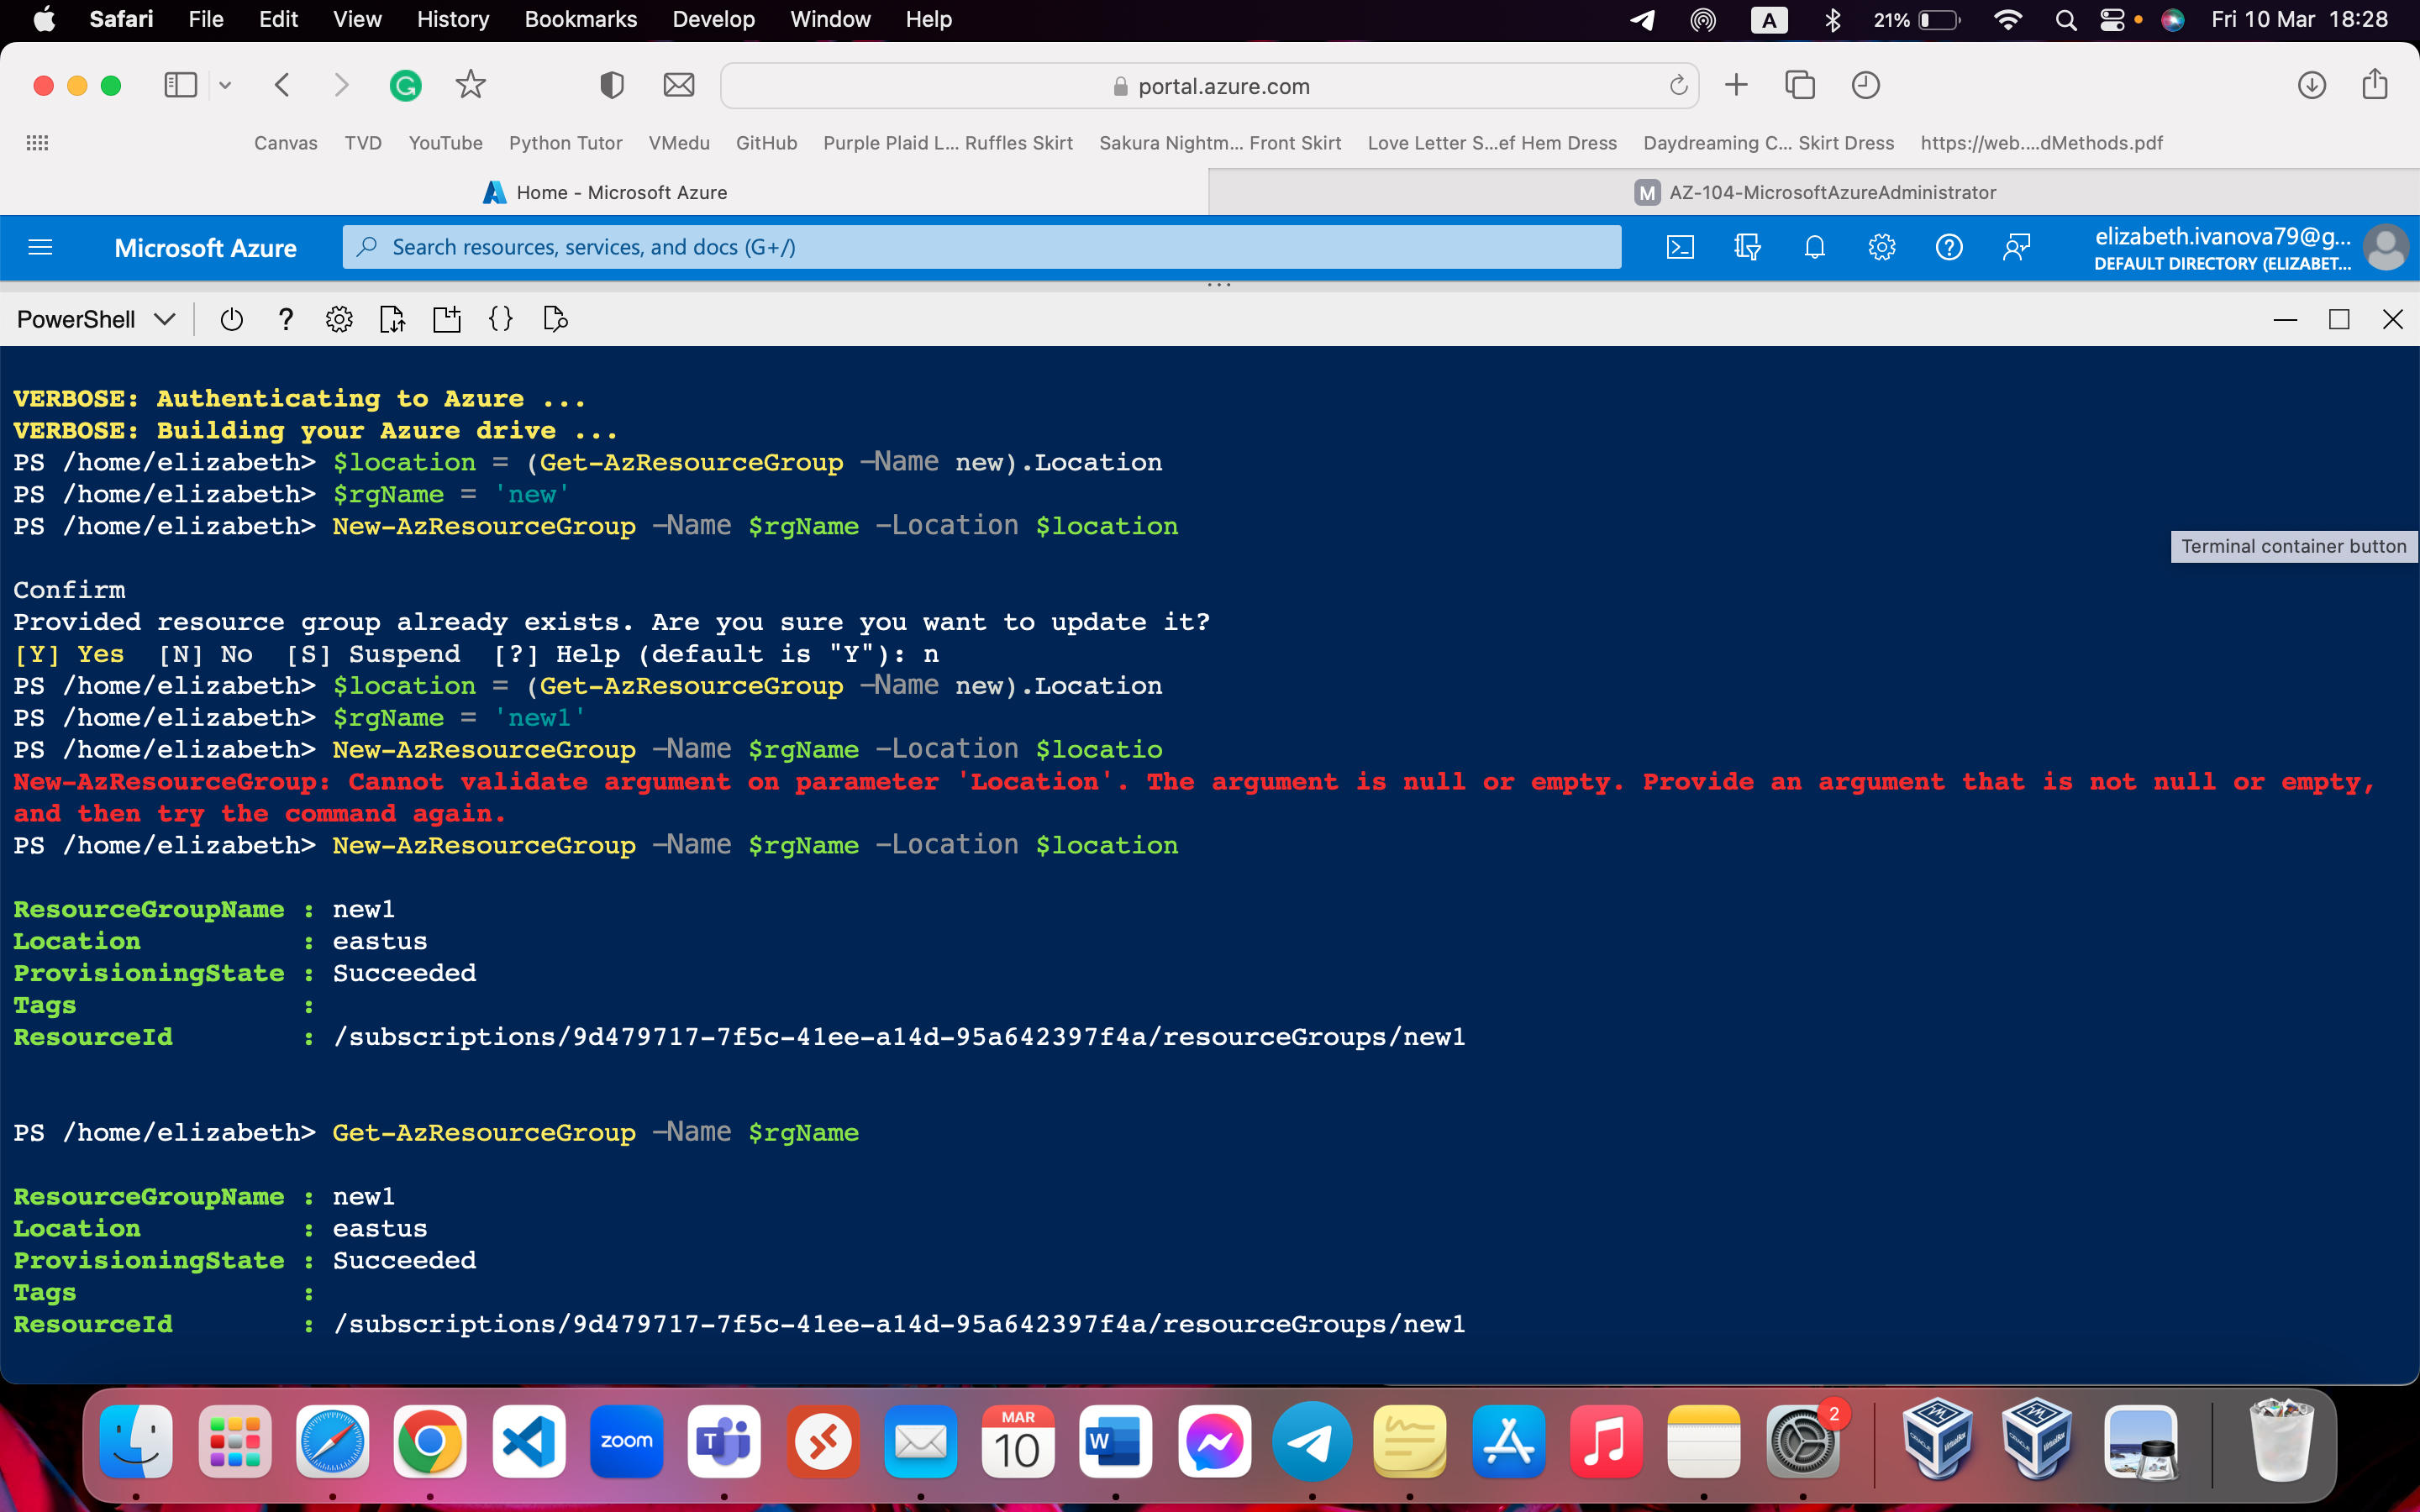 Safari File Edit View History Bookmarks Develop Window Help A 21% Fri 10 Mar 18:28
portal.azure.com
Canvas TVD YouTube Python Tutor VMedu GitHub Purple Plaid L... Ruffles Skirt Sakura Nightm... Front Skirt Love Letter S...ef Hem Dress Daydreaming C... Skirt Dress https://web....dMethods.pdf
Home - Microsoft Azure M AZ-104-MicrosoftAzureAdministrator
Microsoft Azure Search resources, services, and docs (G+/) elizabeth.ivanova79@g...
DEFAULT DIRECTORY (ELIZABET...
PowerShell
VERBOSE: Authenticating to Azure ...
VERBOSE: Building your Azure drive ...
PS /home/elizabeth> $location = (Get-AzResourceGroup -Name new).Location
PS /home/elizabeth> $rgName = 'new'
PS /home/elizabeth> New-AzResourceGroup -Name $rgName -Location $location
Terminal container button
Confirm
Provided resource group already exists. Are you sure you want to update it?
[Y] Yes [N] No [S] Suspend [?] Help (default is "Y"): n
PS /home/elizabeth> $location = (Get-AzResourceGroup -Name new).Location
PS /home/elizabeth> $rgName = 'new1'
PS /home/elizabeth> New-AzResourceGroup -Name $rgName -Location $locatio
New-AzResourceGroup: Cannot validate argument on parameter 'Location'. The argument is null or empty. Provide an argument that is not null or empty,
and then try the command again.
PS /home/elizabeth> New-AzResourceGroup -Name $rgName -Location $location
ResourceGroupName : new1
Location : eastus
ProvisioningState : Succeeded
Tags :
ResourceId : /subscriptions/9d479717-7f5c-41ee-a14d-95a642397f4a/resourceGroups/new1
PS /home/elizabeth> Get-AzResourceGroup -Name $rgName
ResourceGroupName : new1
Location : eastus
ProvisioningState : Succeeded
Tags :
ResourceId : /subscriptions/9d479717-7f5c-41ee-a14d-95a642397f4a/resourceGroups/new1
zoom T MAR 10 W 2